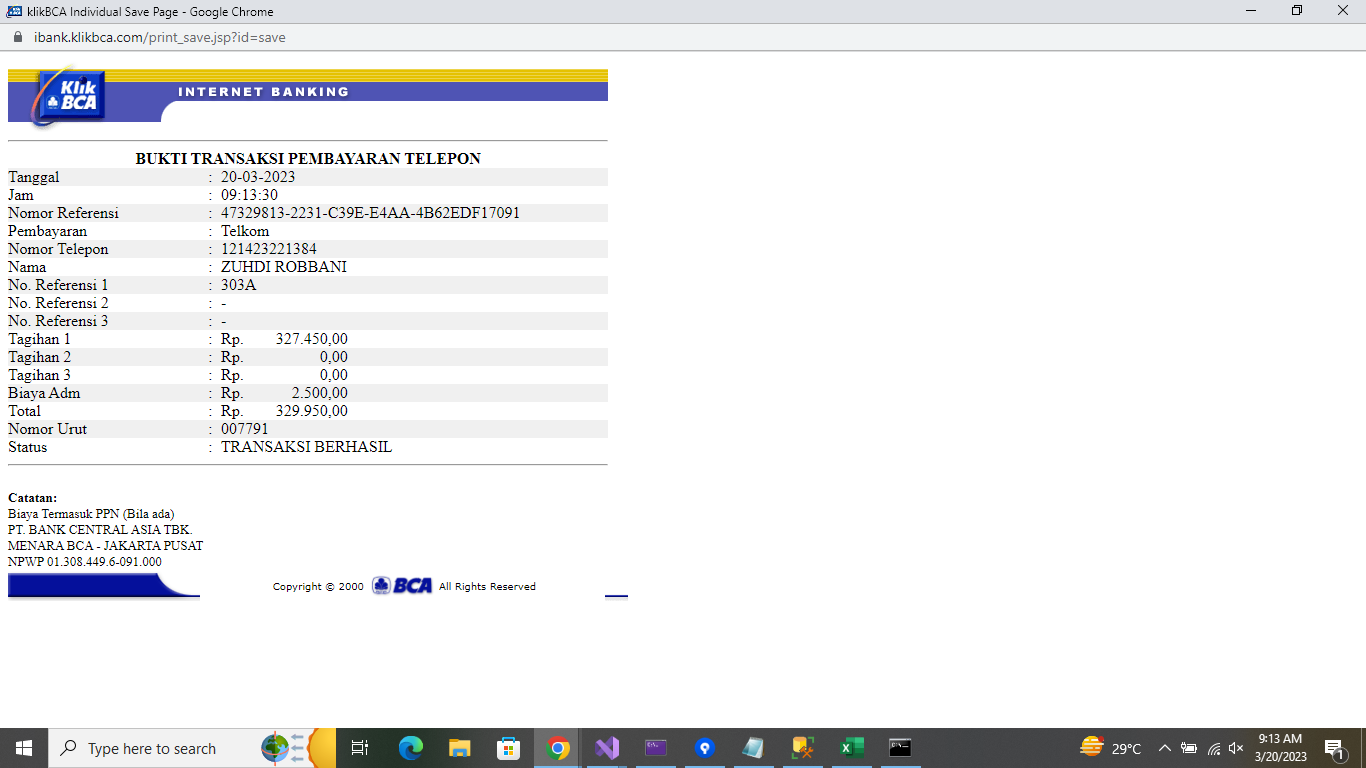 klikBCA Individual Save Page - Google Chrome
ibank.klikbca.com/print_save.jsp?id=save
Klik
BCA
INTERNET BANKING
BUKTI TRANSAKSI PEMBAYARAN TELEPON
Tanggal : 20-03-2023
Jam : 09:13:30
Nomor Referensi : 47329813-2231-C39E-E4AA-4B62EDF17091
Pembayaran : Telkom
Nomor Telepon : 121423221384
Nama : ZUHDI ROBBANI
No. Referensi 1 : 303A
No. Referensi 2 : -
No. Referensi 3 : -
Tagihan 1 : Rp. 327.450,00
Tagihan 2 : Rp. 0,00
Tagihan 3 : Rp. 0,00
Biaya Adm : Rp. 2.500,00
Total : Rp. 329.950,00
Nomor Urut : 007791
Status : TRANSAKSI BERHASIL
Catatan:
Biaya Termasuk PPN (Bila ada)
PT. BANK CENTRAL ASIA TBK.
MENARA BCA - JAKARTA PUSAT
NPWP 01.308.449.6-091.000
Copyright © 2000 BCA All Rights Reserved
Type here to search
29°C
9:13 AM
3/20/2023
1